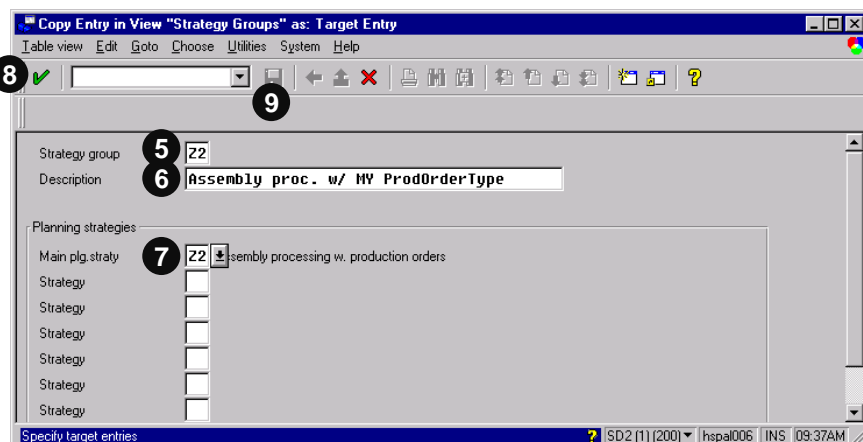 Copy Entry in View "Strategy Groups" as: Target Entry
Table view Edit Goto Choose Utilities System Help
8
9
Strategy group 5 Z2
Description 6 Assembly proc. w/ MY ProdOrderType
Planning strategies
Main plg.straty 7 Z2 sembly processing w. production orders
Strategy
Strategy
Strategy
Strategy
Strategy
Strategy
Specify target entries ? SD2 (1) (200) hspal006 INS 09:37AM